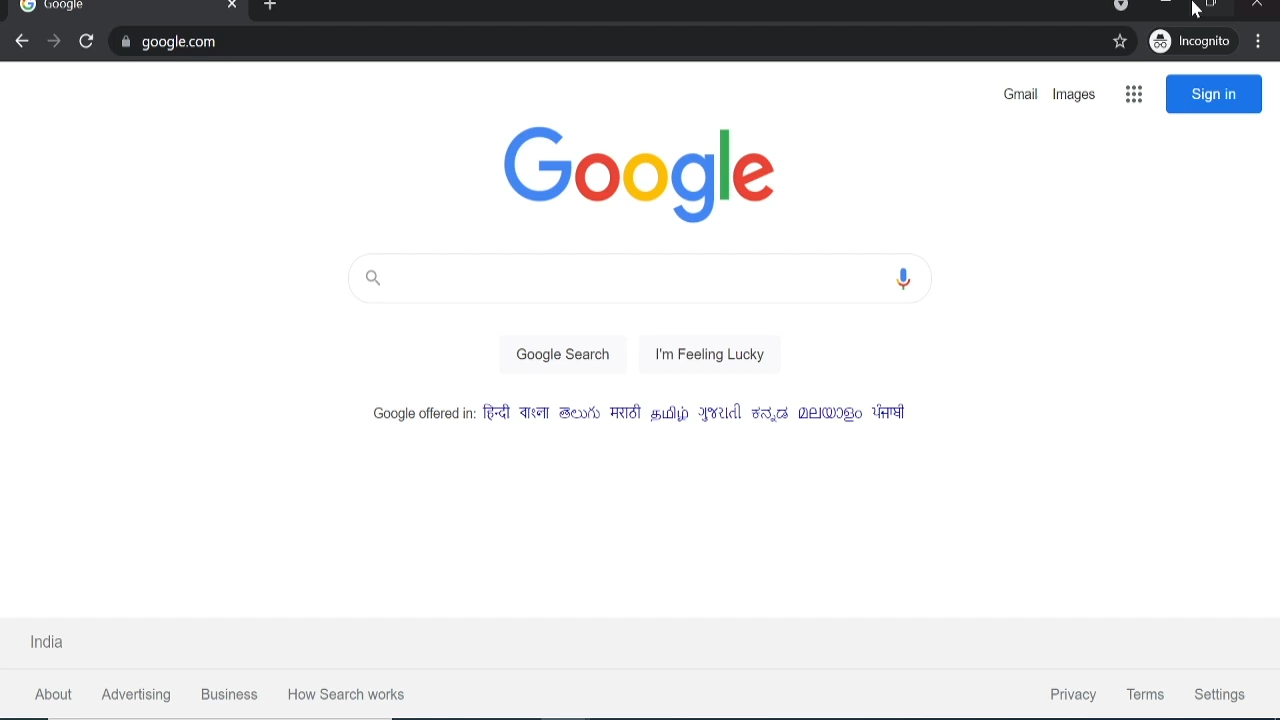 Google
google.com
Incognito
Gmail Images Sign in
Google
Google Search I'm Feeling Lucky
Google offered in: हिन्दी বাংলা తెలుగు मराठी தமிழ் ગુજરાતી ಕನ್ನಡ മലയാളം ਪੰਜਾਬੀ
India
About Advertising Business How Search works Privacy Terms Settings